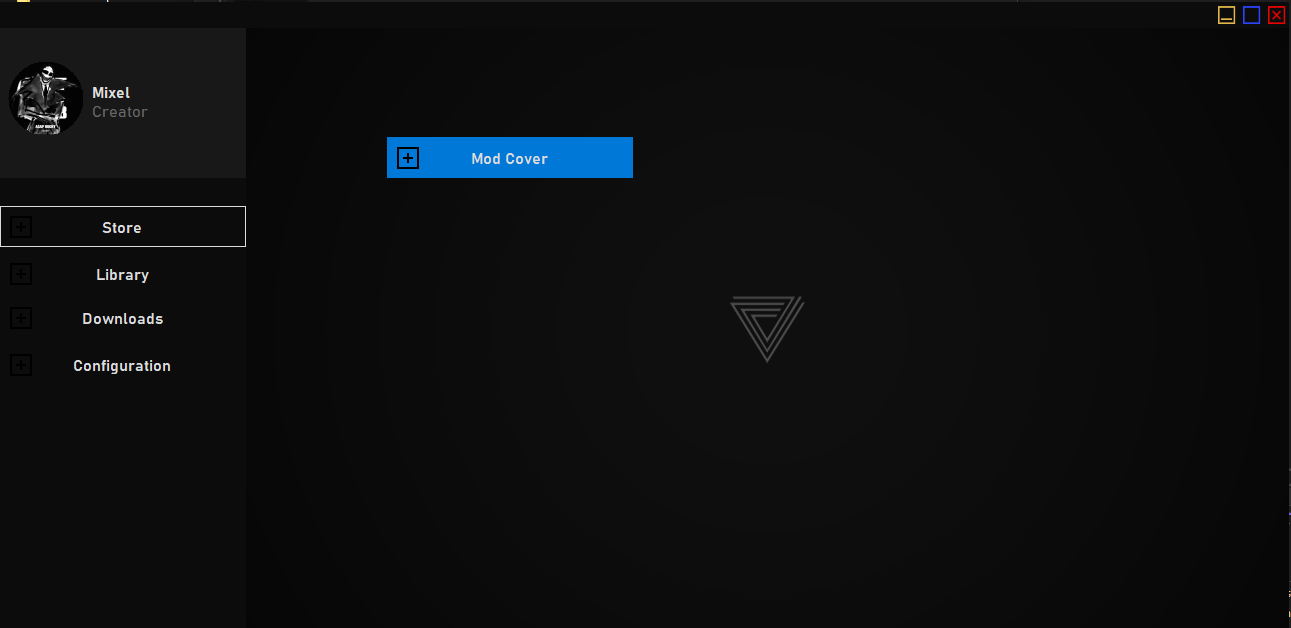 Mixel
Creator
Mod Cover
Store
Library
Downloads
Configuration